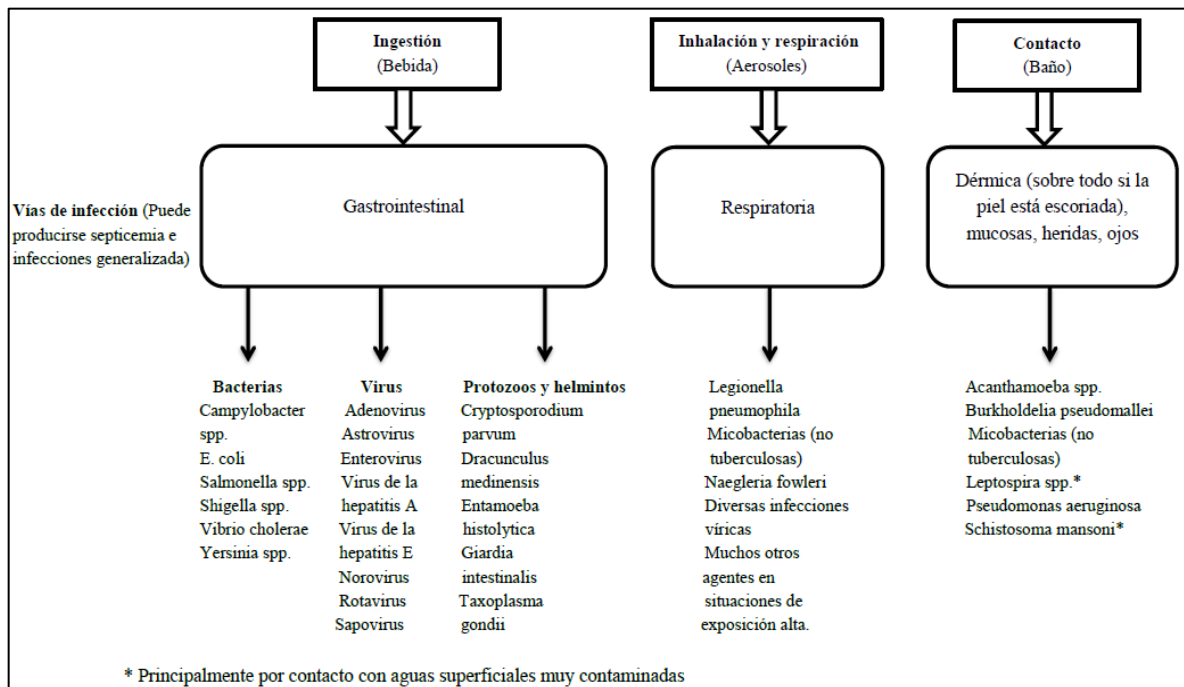 Ingestión
(Bebida)
Inhalación y respiración
(Aerosoles)
Contacto
(Baño)
Vías de infección (Puede
producirse septicemia e
infecciones generalizada)
Gastrointestinal
Respiratoria
Dérmica (sobre todo si la
piel está escoriada),
mucosas, heridas, ojos
Bacterias
Campylobacter
spp.
E. coli
Salmonella spp.
Shigella spp.
Vibrio cholerae
Yersinia spp.
Virus
Adenovirus
Astrovirus
Enterovirus
Virus de la
hepatitis A
Virus de la
hepatitis E
Norovirus
Rotavirus
Sapovirus
Protozoos y helmintos
Cryptosporodium
parvum
Dracunculus
medinensis
Entamoeba
histolytica
Giardia
intestinalis
Taxoplasma
gondii
Legionella
pneumophila
Micobacterias (no
tuberculosas)
Naegleria fowleri
Diversas infecciones
víricas
Muchos otros
agentes en
situaciones de
exposición alta.
Acanthamoeba spp.
Burkholdelia pseudomallei
Micobacterias (no
tuberculosas)
Leptospira spp.*
Pseudomonas aeruginosa
Schistosoma mansoni*
* Principalmente por contacto con aguas superficiales muy contaminadas